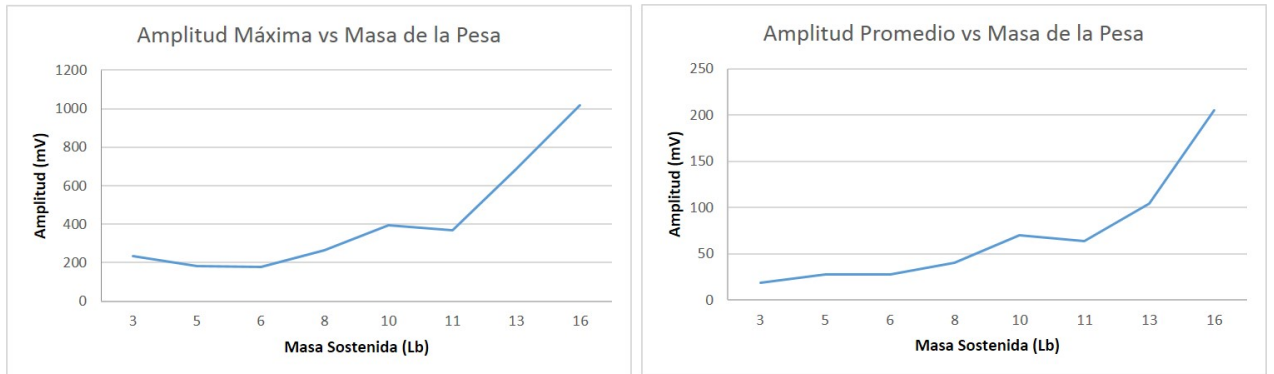 Amplitud Máxima vs Masa de la Pesa
1200
1000
800
600
400
200
0
Amplitud (mV)
3 5 6 8 10 11 13 16
Masa Sostenida (Lb)
Amplitud Promedio vs Masa de la Pesa
250
200
150
100
50
0
Amplitud (mV)
3 5 6 8 10 11 13 16
Masa Sostenida (Lb)